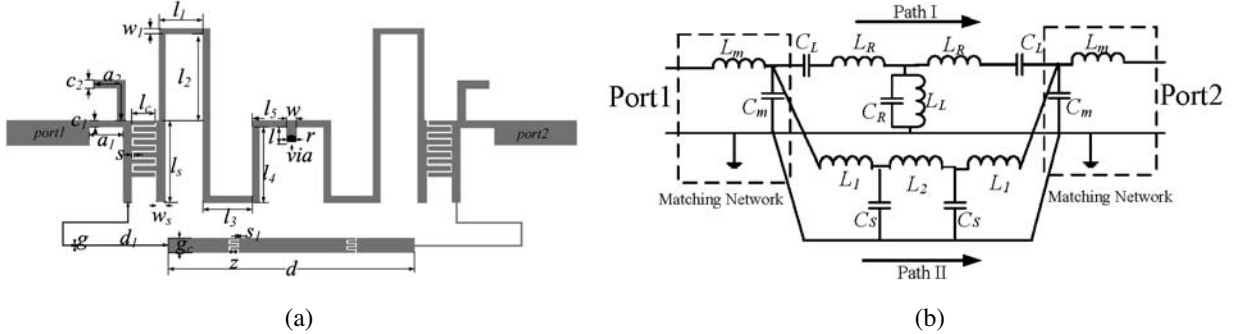 l1
w1
c2
a2
l2
lc
c1
a1
port1
s
ls
l5
w
l
r
via
l4
port2
ws
l3
g
d1
gc
s1
z
d
(a)
Path I
Lm
CL
LR
LR
CL
Lm
Port1
Cm
CR
LL
Cm
Port2
L1
L2
L1
Matching Network
Matching Network
Cs
Cs
Path II
(b)